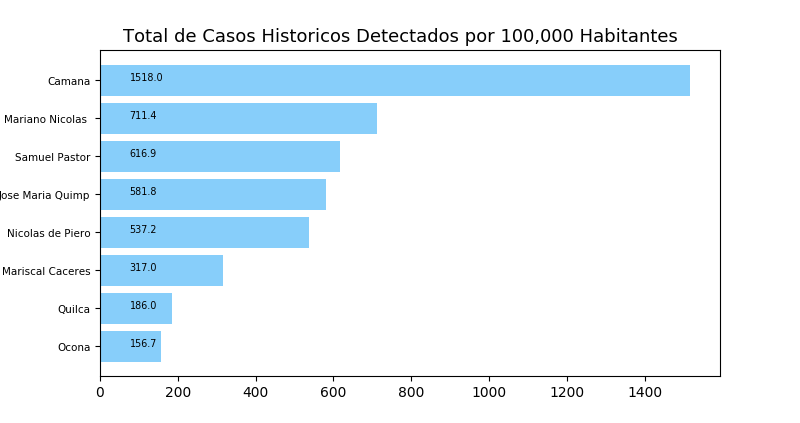 Total de Casos Historicos Detectados por 100,000 Habitantes
Camana 1518.0
Mariano Nicolas 711.4
Samuel Pastor 616.9
Jose Maria Quimp 581.8
Nicolas de Piero 537.2
Mariscal Caceres 317.0
Quilca 186.0
Ocona 156.7
0 200 400 600 800 1000 1200 1400